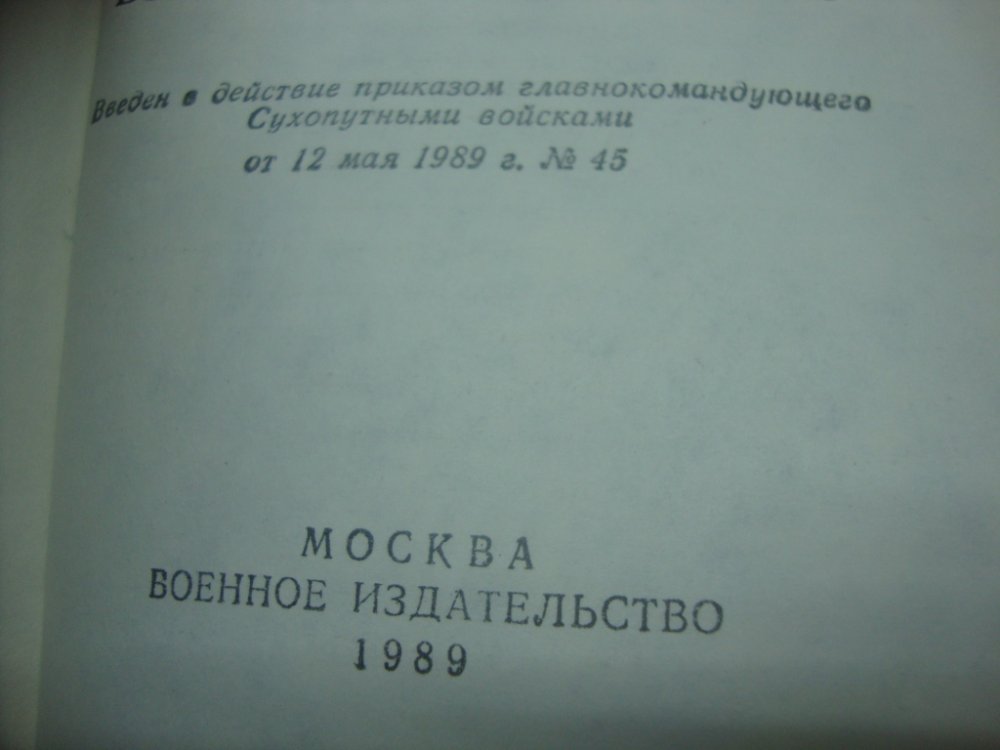 Введен в действие приказом главнокомандующего
Сухопутными войсками
от 12 мая 1989 г. № 45
МОСКВА
ВОЕННОЕ ИЗДАТЕЛЬСТВО
1989